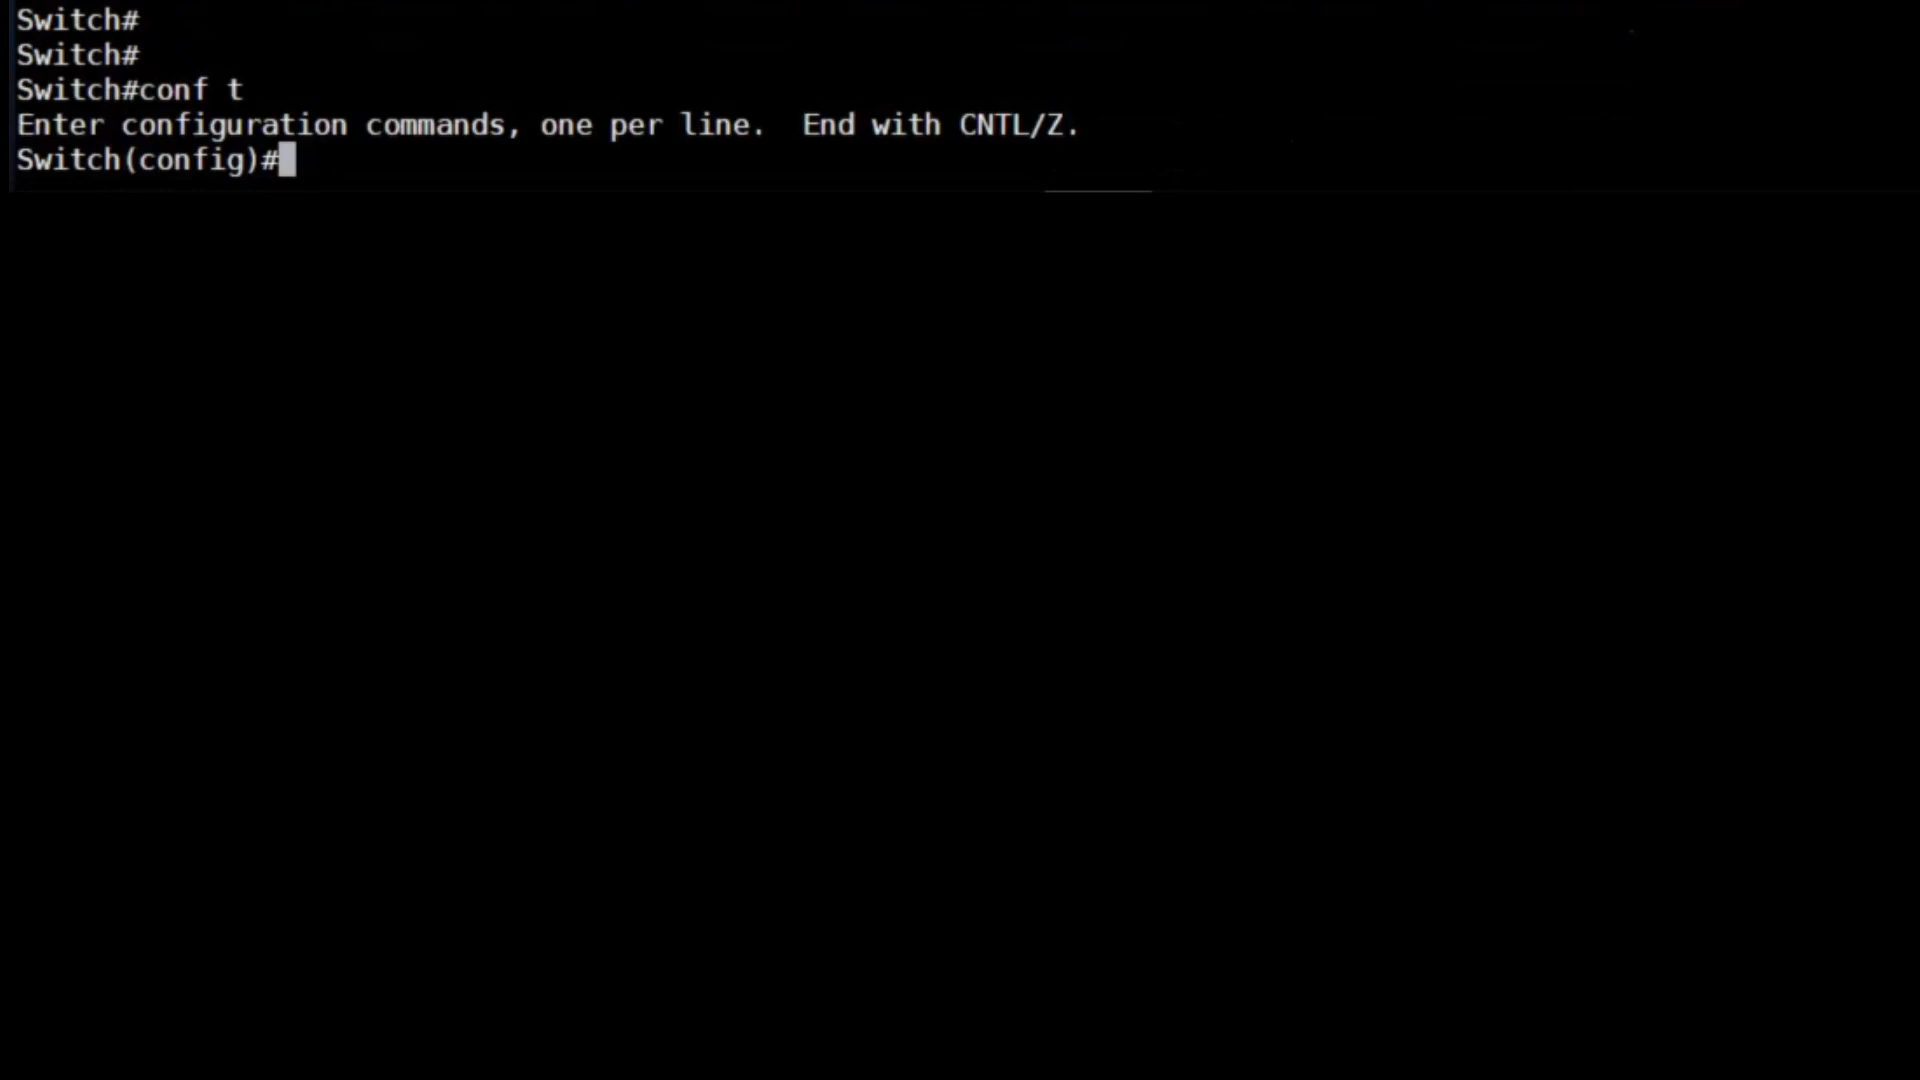 Switch#
Switch#
Switch#conf t
Enter configuration commands, one per line.  End with CNTL/Z.
Switch(config)#